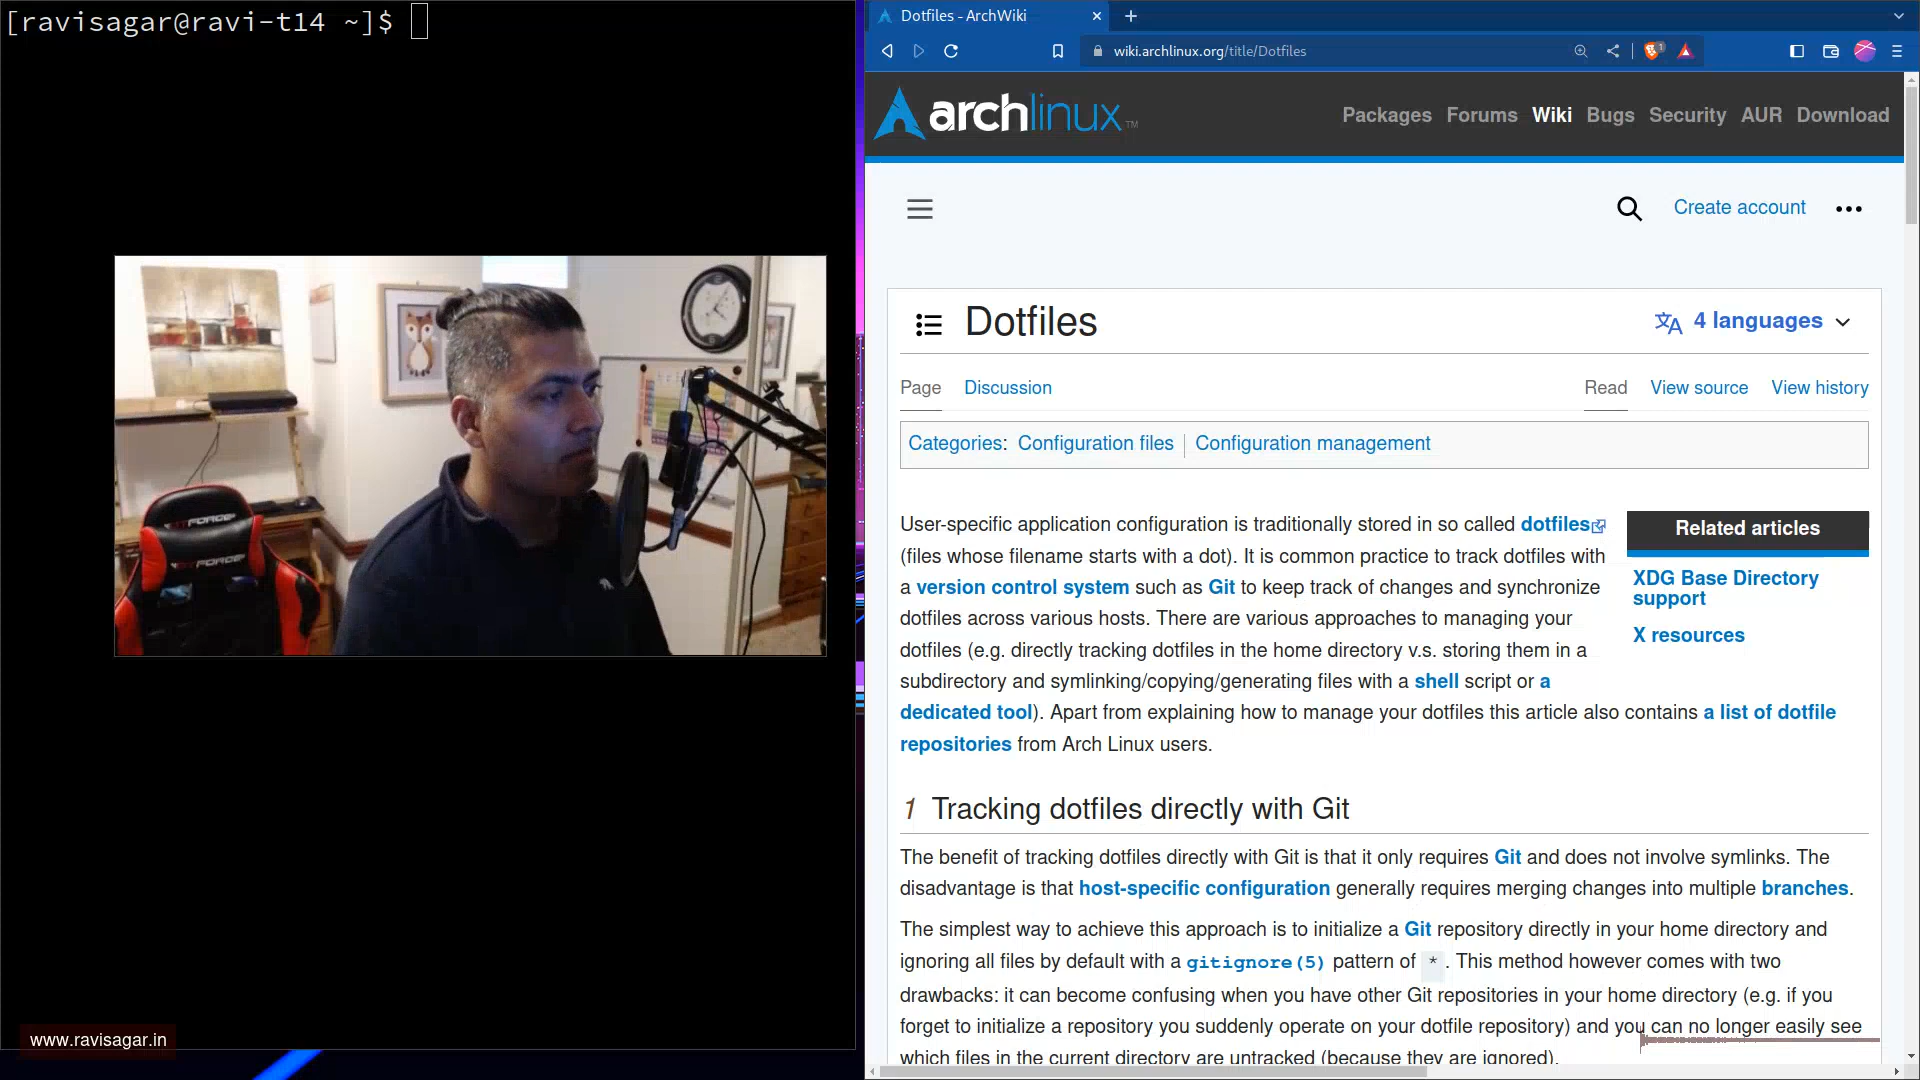 [ravisagar@ravi-t14 ~]$
www.ravisagar.in
Dotfiles - ArchWiki
wiki.archlinux.org/title/Dotfiles
1
archlinux™
Packages Forums Wiki Bugs Security AUR Download
Create account
Dotfiles
4 languages
Page Discussion
Read View source View history
Categories: Configuration files Configuration management
User-specific application configuration is traditionally stored in so called dotfiles
(files whose filename starts with a dot). It is common practice to track dotfiles with
a version control system such as Git to keep track of changes and synchronize
dotfiles across various hosts. There are various approaches to managing your
dotfiles (e.g. directly tracking dotfiles in the home directory v.s. storing them in a
subdirectory and symlinking/copying/generating files with a shell script or a
dedicated tool). Apart from explaining how to manage your dotfiles this article also contains a list of dotfile
repositories from Arch Linux users.
Related articles
XDG Base Directory
support
X resources
1 Tracking dotfiles directly with Git
The benefit of tracking dotfiles directly with Git is that it only requires Git and does not involve symlinks. The
disadvantage is that host-specific configuration generally requires merging changes into multiple branches.
The simplest way to achieve this approach is to initialize a Git repository directly in your home directory and
ignoring all files by default with a gitignore(5) pattern of *. This method however comes with two
drawbacks: it can become confusing when you have other Git repositories in your home directory (e.g. if you
forget to initialize a repository you suddenly operate on your dotfile repository) and you can no longer easily see
which files in the current directory are untracked (because they are ignored).